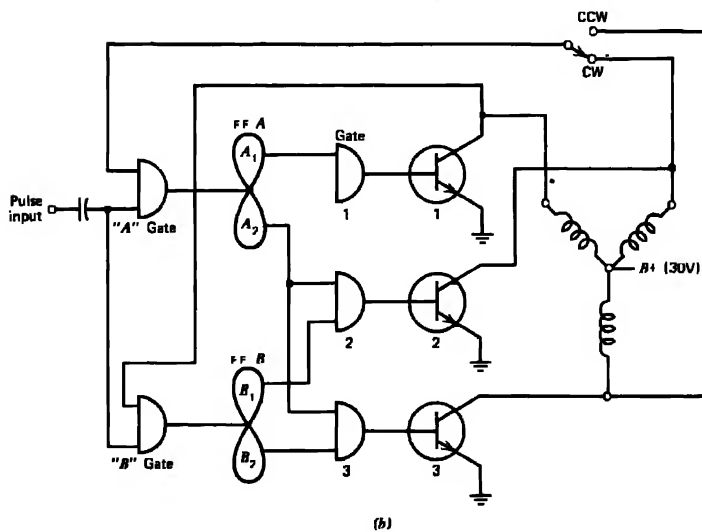 CCW
CW
FF A
Gate
A1
A2
1
1
Pulse
input
"A" Gate
B+ (30V)
2
2
FF B
B1
B2
"B" Gate
3
3
(b)